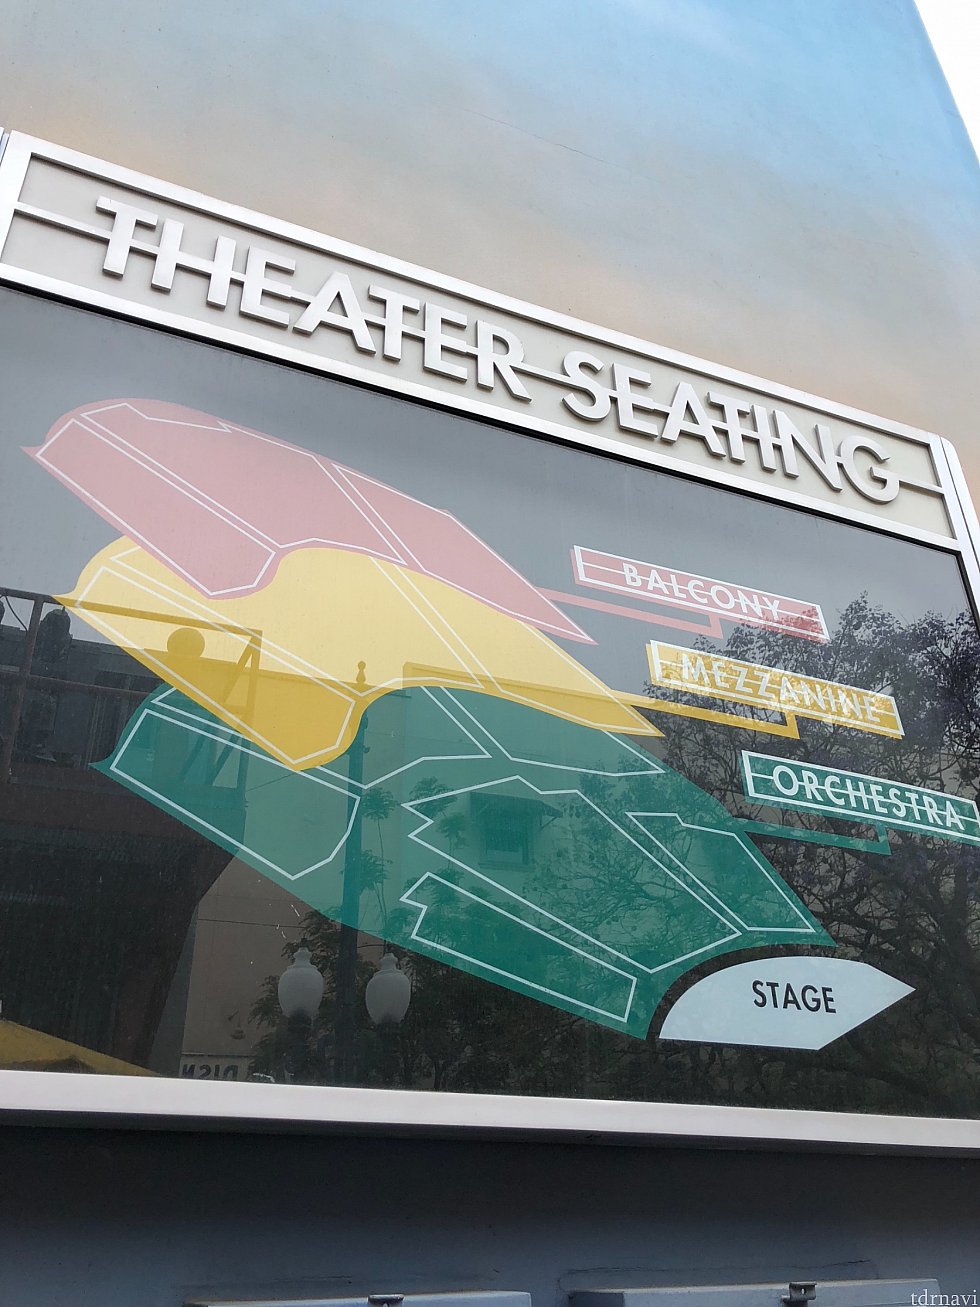 THEATER SEATING
BALCONY
MEZZANINE
ORCHESTRA
STAGE
tdrnavi